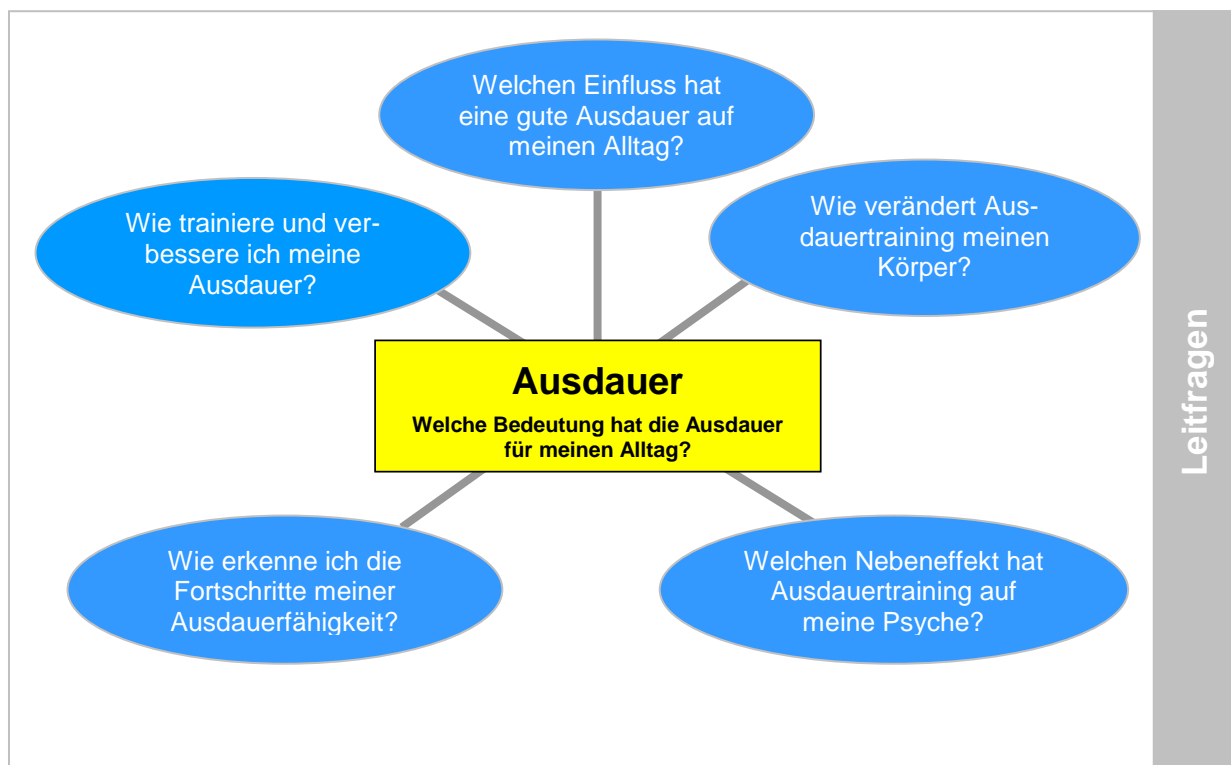 Welchen Einfluss hat
eine gute Ausdauer auf
meinen Alltag?
Wie trainiere und ver-
bessere ich meine
Ausdauer?
Wie verändert Aus-
dauertraining meinen
Körper?
Ausdauer
Welche Bedeutung hat die Ausdauer
für meinen Alltag?
Wie erkenne ich die
Fortschritte meiner
Ausdauerfähigkeit?
Welchen Nebeneffekt hat
Ausdauertraining auf
meine Psyche?
Leitfragen